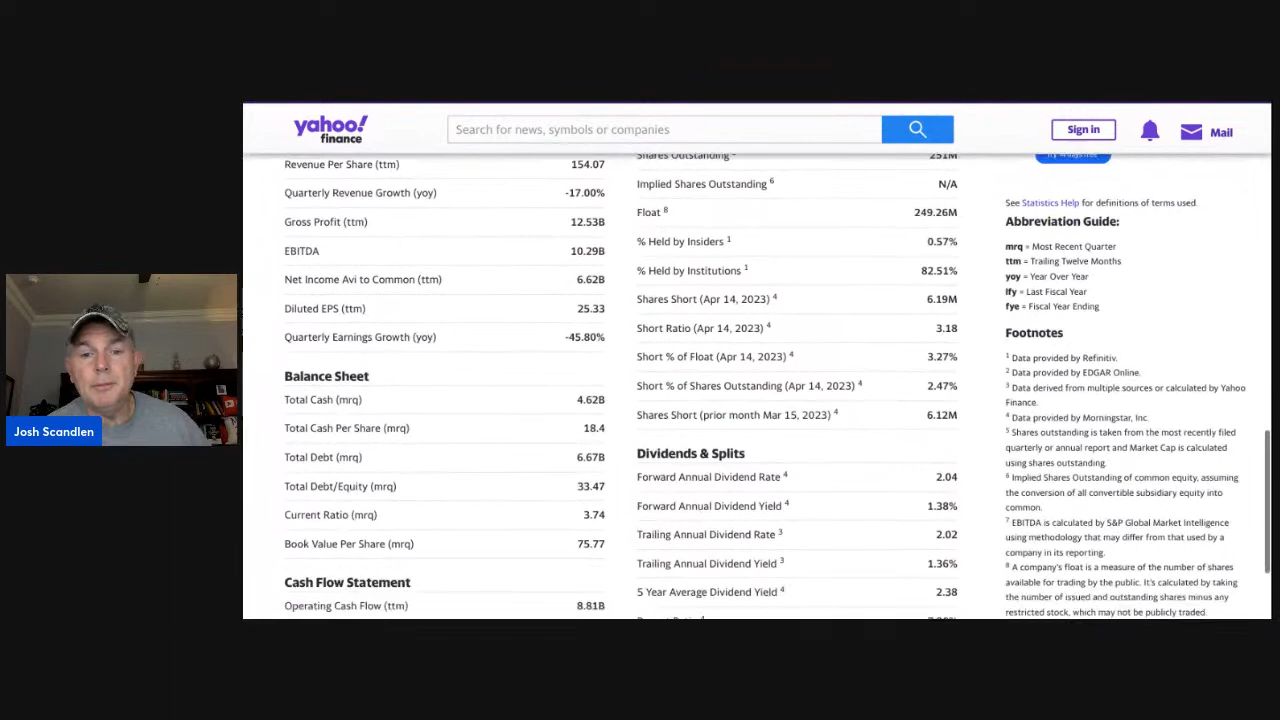 yahoo!
finance
Search for news, symbols or companies
Sign in
Mail
Revenue Per Share (ttm) 154.07
Quarterly Revenue Growth (yoy) -17.00%
Gross Profit (ttm) 12.53B
EBITDA 10.29B
Net Income Avi to Common (ttm) 6.62B
Diluted EPS (ttm) 25.33
Quarterly Earnings Growth (yoy) -45.80%
Balance Sheet
Total Cash (mrq) 4.62B
Total Cash Per Share (mrq) 18.4
Total Debt (mrq) 6.67B
Total Debt/Equity (mrq) 33.47
Current Ratio (mrq) 3.74
Book Value Per Share (mrq) 75.77
Cash Flow Statement
Operating Cash Flow (ttm) 8.81B
Shares Outstanding 5 251M
Implied Shares Outstanding 6 N/A
Float 8 249.26M
% Held by Insiders 1 0.57%
% Held by Institutions 1 82.51%
Shares Short (Apr 14, 2023) 4 6.19M
Short Ratio (Apr 14, 2023) 4 3.18
Short % of Float (Apr 14, 2023) 4 3.27%
Short % of Shares Outstanding (Apr 14, 2023) 4 2.47%
Shares Short (prior month Mar 15, 2023) 4 6.12M
Dividends & Splits
Forward Annual Dividend Rate 4 2.04
Forward Annual Dividend Yield 4 1.38%
Trailing Annual Dividend Rate 3 2.02
Trailing Annual Dividend Yield 3 1.36%
5 Year Average Dividend Yield 4 2.38
See Statistics Help for definitions of terms used.
Abbreviation Guide:
mrq = Most Recent Quarter
ttm = Trailing Twelve Months
yoy = Year Over Year
lfy = Last Fiscal Year
fye = Fiscal Year Ending
Footnotes
1 Data provided by Refinitiv.
2 Data provided by EDGAR Online.
3 Data derived from multiple sources or calculated by Yahoo
Finance.
4 Data provided by Morningstar, Inc.
5 Shares outstanding is taken from the most recently filed
quarterly or annual report and Market Cap is calculated
using shares outstanding.
6 Implied Shares Outstanding of common equity, assuming
the conversion of all convertible subsidiary equity into
common.
7 EBITDA is calculated by S&P Global Market Intelligence
using methodology that may differ from that used by a
company in its reporting.
8 A company's float is a measure of the number of shares
available for trading by the public. It's calculated by taking
the number of issued and outstanding shares minus any
restricted stock, which may not be publicly traded.
Josh Scandlen